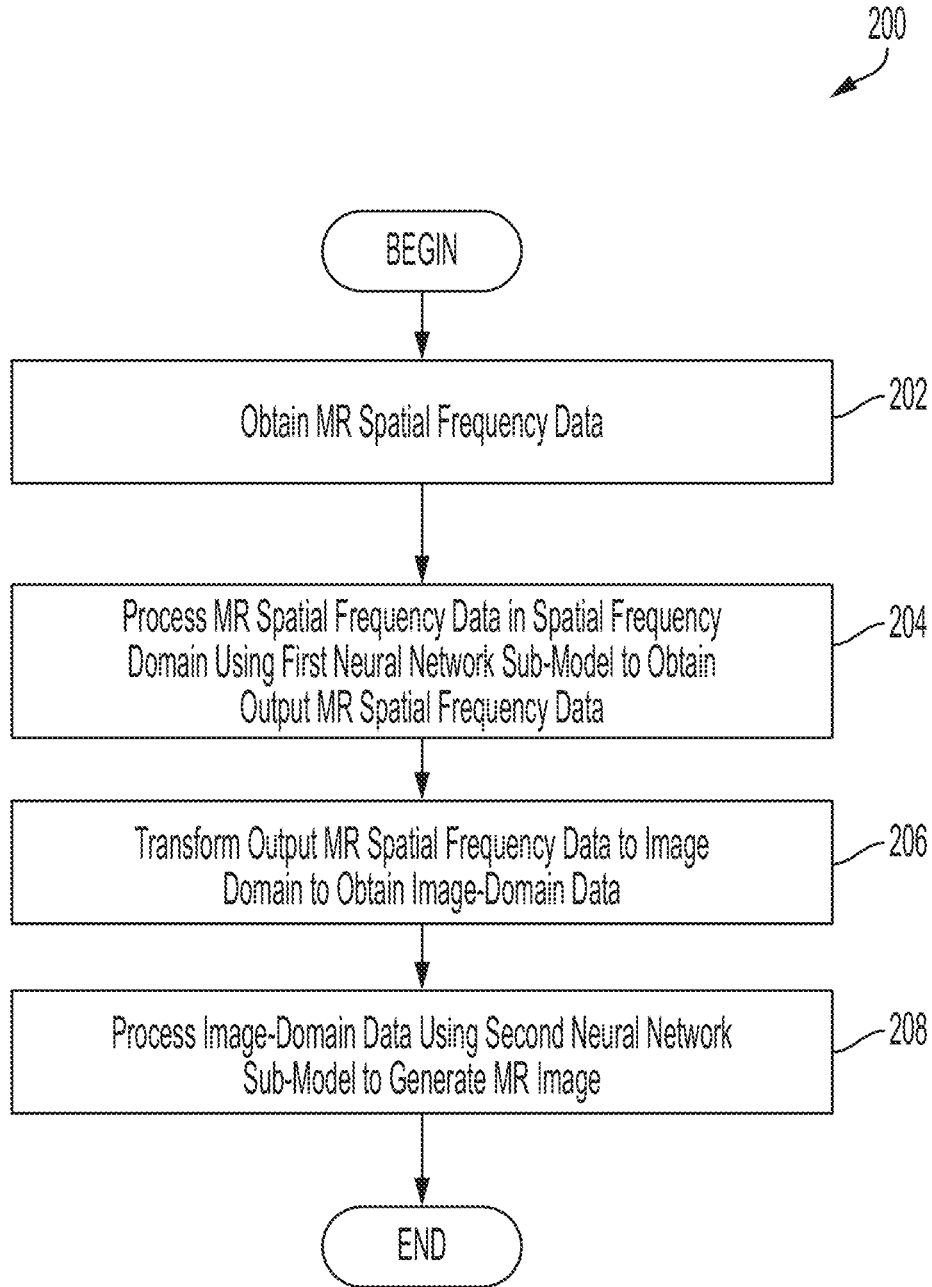 200
BEGIN
Obtain MR Spatial Frequency Data
202
Process MR Spatial Frequency Data in Spatial Frequency
Domain Using First Neural Network Sub-Model to Obtain
Output MR Spatial Frequency Data
204
Transform Output MR Spatial Frequency Data to Image
Domain to Obtain Image-Domain Data
206
Process Image-Domain Data Using Second Neural Network
Sub-Model to Generate MR Image
208
END